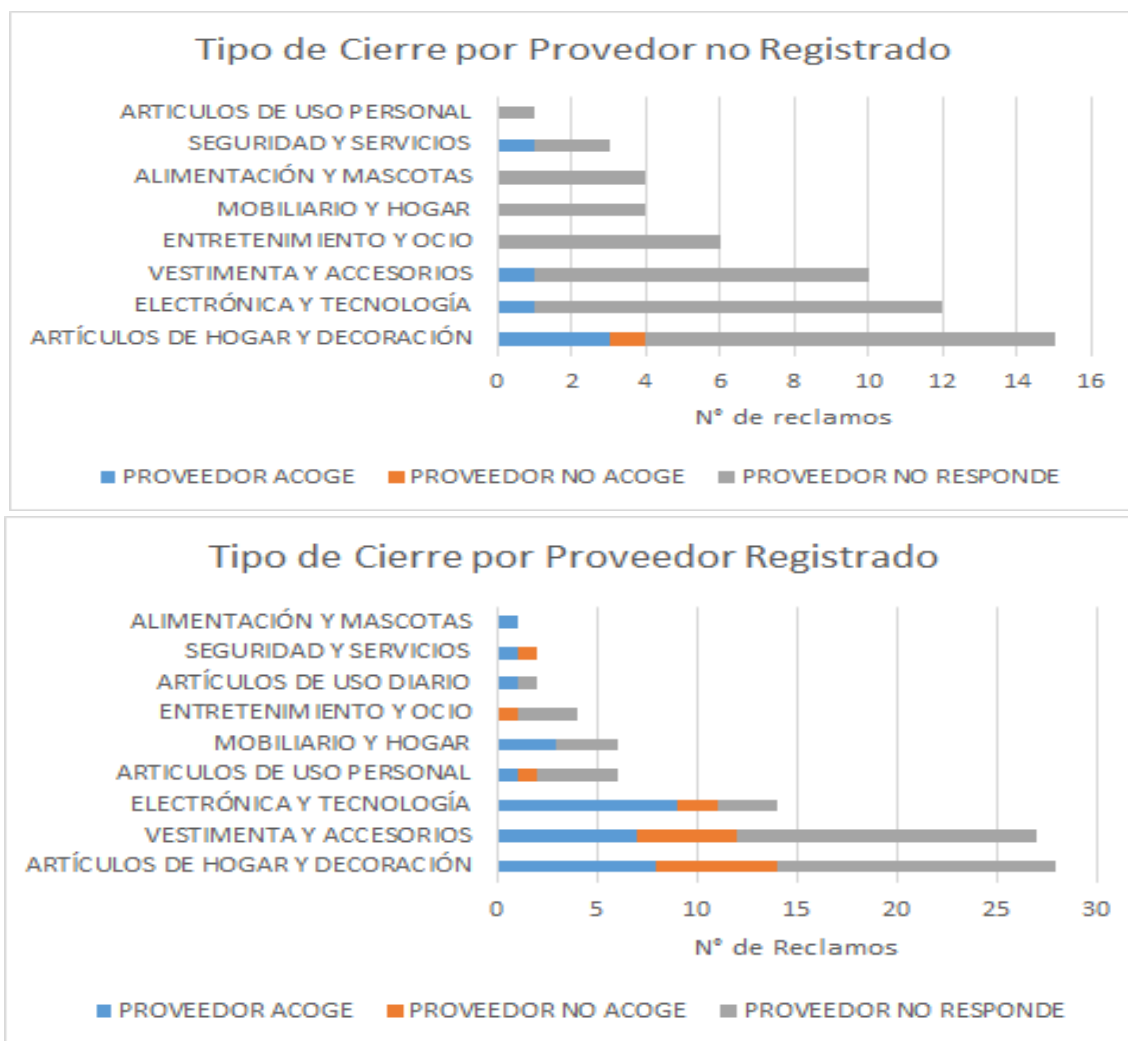 Tipo de Cierre por Provedor no Registrado
ARTICULOS DE USO PERSONAL
SEGURIDAD Y SERVICIOS
ALIMENTACIÓN Y MASCOTAS
MOBILIARIO Y HOGAR
ENTRETENIMIENTO Y OCIO
VESTIMENTA Y ACCESORIOS
ELECTRÓNICA Y TECNOLOGÍA
ARTÍCULOS DE HOGAR Y DECORACIÓN
0 2 4 6 8 10 12 14 16
N° de reclamos
PROVEEDOR ACOGE PROVEEDOR NO ACOGE PROVEEDOR NO RESPONDE
Tipo de Cierre por Proveedor Registrado
ALIMENTACIÓN Y MASCOTAS
SEGURIDAD Y SERVICIOS
ARTÍCULOS DE USO DIARIO
ENTRETENIMIENTO Y OCIO
MOBILIARIO Y HOGAR
ARTICULOS DE USO PERSONAL
ELECTRÓNICA Y TECNOLOGÍA
VESTIMENTA Y ACCESORIOS
ARTÍCULOS DE HOGAR Y DECORACIÓN
0 5 10 15 20 25 30
N° de Reclamos
PROVEEDOR ACOGE PROVEEDOR NO ACOGE PROVEEDOR NO RESPONDE